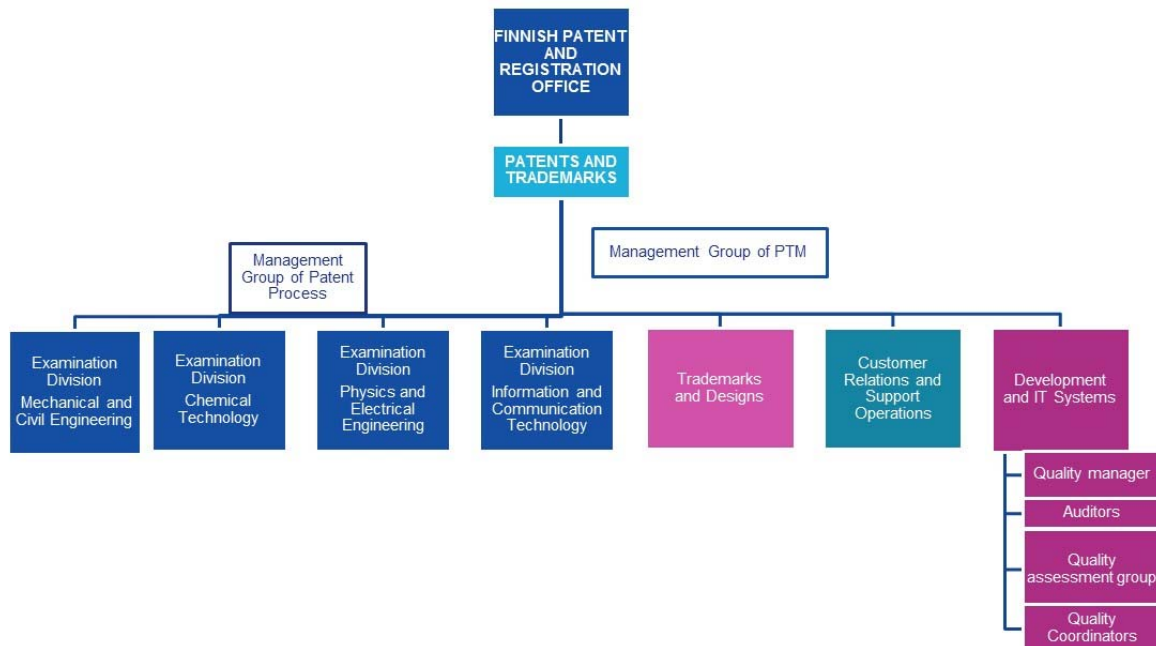 FINNISH PATENT
AND
REGISTRATION
OFFICE
PATENTS AND
TRADEMARKS
Management Group of PTM
Management
Group of Patent
Process
Examination
Division
Mechanical and
Civil Engineering
Examination
Division
Chemical
Technology
Examination
Division
Physics and
Electrical
Engineering
Examination
Division
Information and
Communication
Technology
Trademarks
and Designs
Customer
Relations and
Support
Operations
Development
and IT Systems
Quality manager
Auditors
Quality
assessment group
Quality
Coordinators